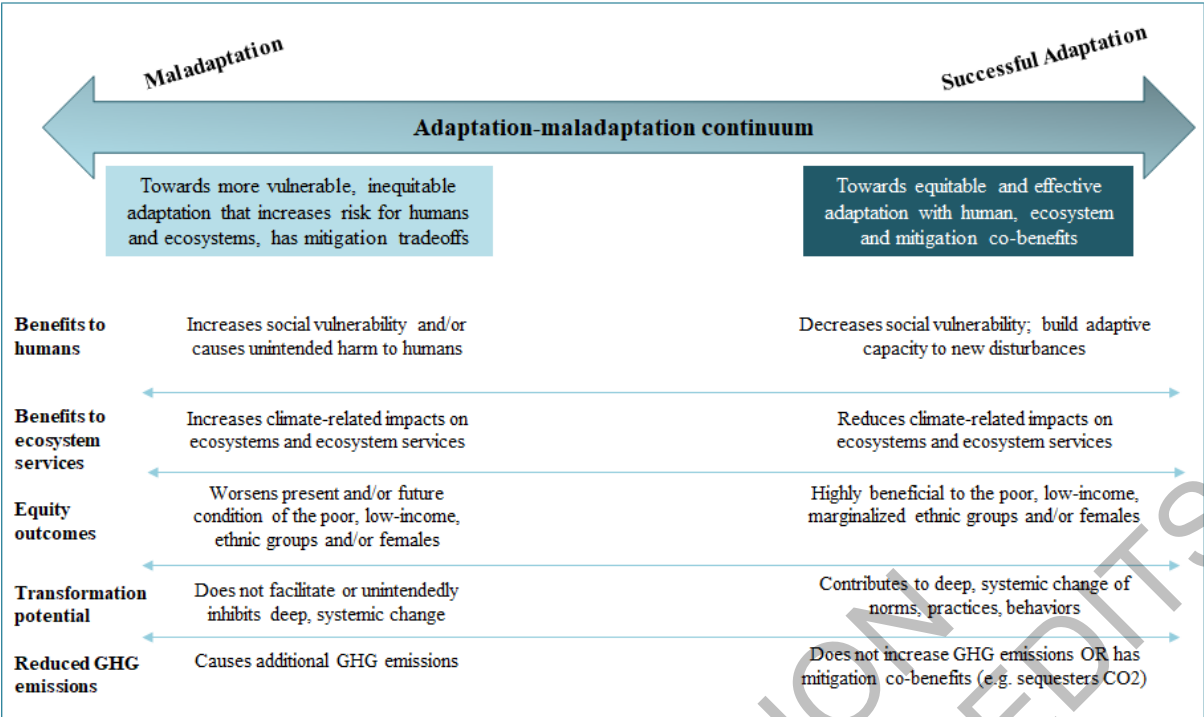 Maladaptation
Successful Adaptation
Adaptation-maladaptation continuum
Towards more vulnerable, inequitable
adaptation that increases risk for humans
and ecosystems, has mitigation tradeoffs
Towards equitable and effective
adaptation with human, ecosystem
and mitigation co-benefits
Benefits to
humans
Increases social vulnerability and/or
causes unintended harm to humans
Decreases social vulnerability; build adaptive
capacity to new disturbances
Benefits to
ecosystem
services
Increases climate-related impacts on
ecosystems and ecosystem services
Reduces climate-related impacts on
ecosystems and ecosystem services
Equity
outcomes
Worsens present and/or future
condition of the poor, low-income,
ethnic groups and/or females
Highly beneficial to the poor, low-income,
marginalized ethnic groups and/or females
Transformation
potential
Does not facilitate or unintendedly
inhibits deep, systemic change
Contributes to deep, systemic change of
norms, practices, behaviors
Reduced GHG
emissions
Causes additional GHG emissions
Does not increase GHG emissions OR has
mitigation co-benefits (e.g. sequesters CO2)